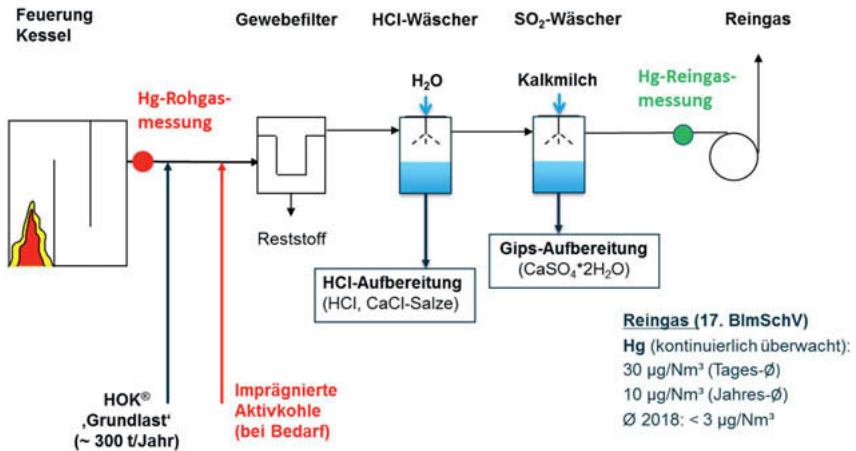 Feuerung
Kessel
Gewebefilter
HCl-Wäscher
SO₂-Wäscher
Reingas
Hg-Rohgas-
messung
H₂O
Kalkmilch
Hg-Reingas-
messung
Reststoff
HCl-Aufbereitung
(HCl, CaCl-Salze)
Gips-Aufbereitung
(CaSO₄*2H₂O)
HOK®
‚Grundlast‘
(~ 300 t/Jahr)
Imprägnierte
Aktivkohle
(bei Bedarf)
Reingas (17. BImSchV)
Hg (kontinuierlich überwacht):
30 µg/Nm³ (Tages-Ø)
10 µg/Nm³ (Jahres-Ø)
Ø 2018: < 3 µg/Nm³